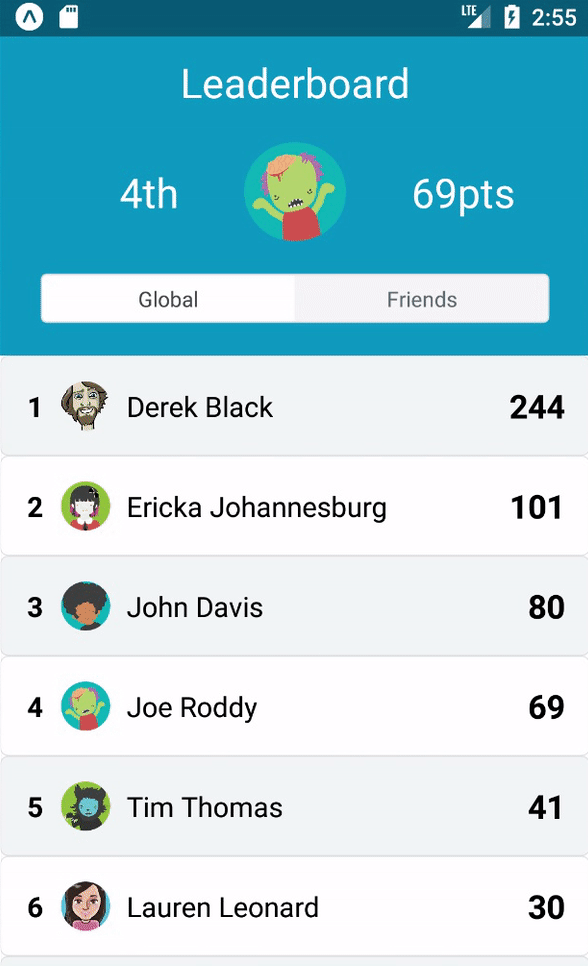 LTE 2:55
Leaderboard
4th 69pts
Global Friends
1 Derek Black 244
2 Ericka Johannesburg 101
3 John Davis 80
4 Joe Roddy 69
5 Tim Thomas 41
6 Lauren Leonard 30